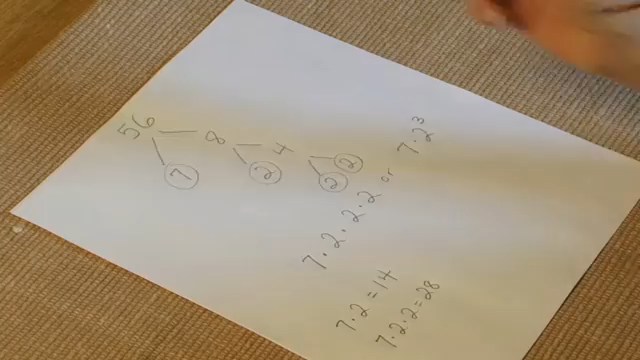 56
8
7
4
2
2 2
7 · 2 · 2 · 2 or 7 · 2³
7 · 2 = 14
7 · 2 · 2 = 28